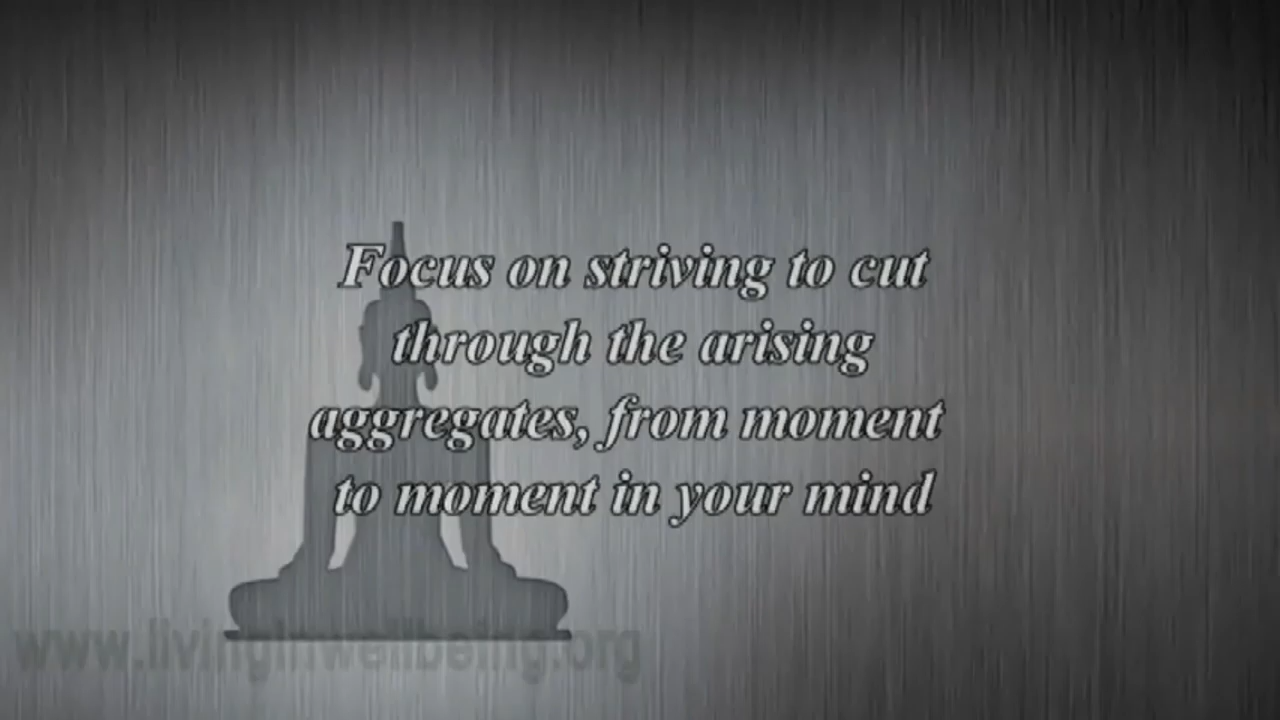 Focus on striving to cut
through the arising
aggregates, from moment
to moment in your mind
www.livinginwellbeing.org